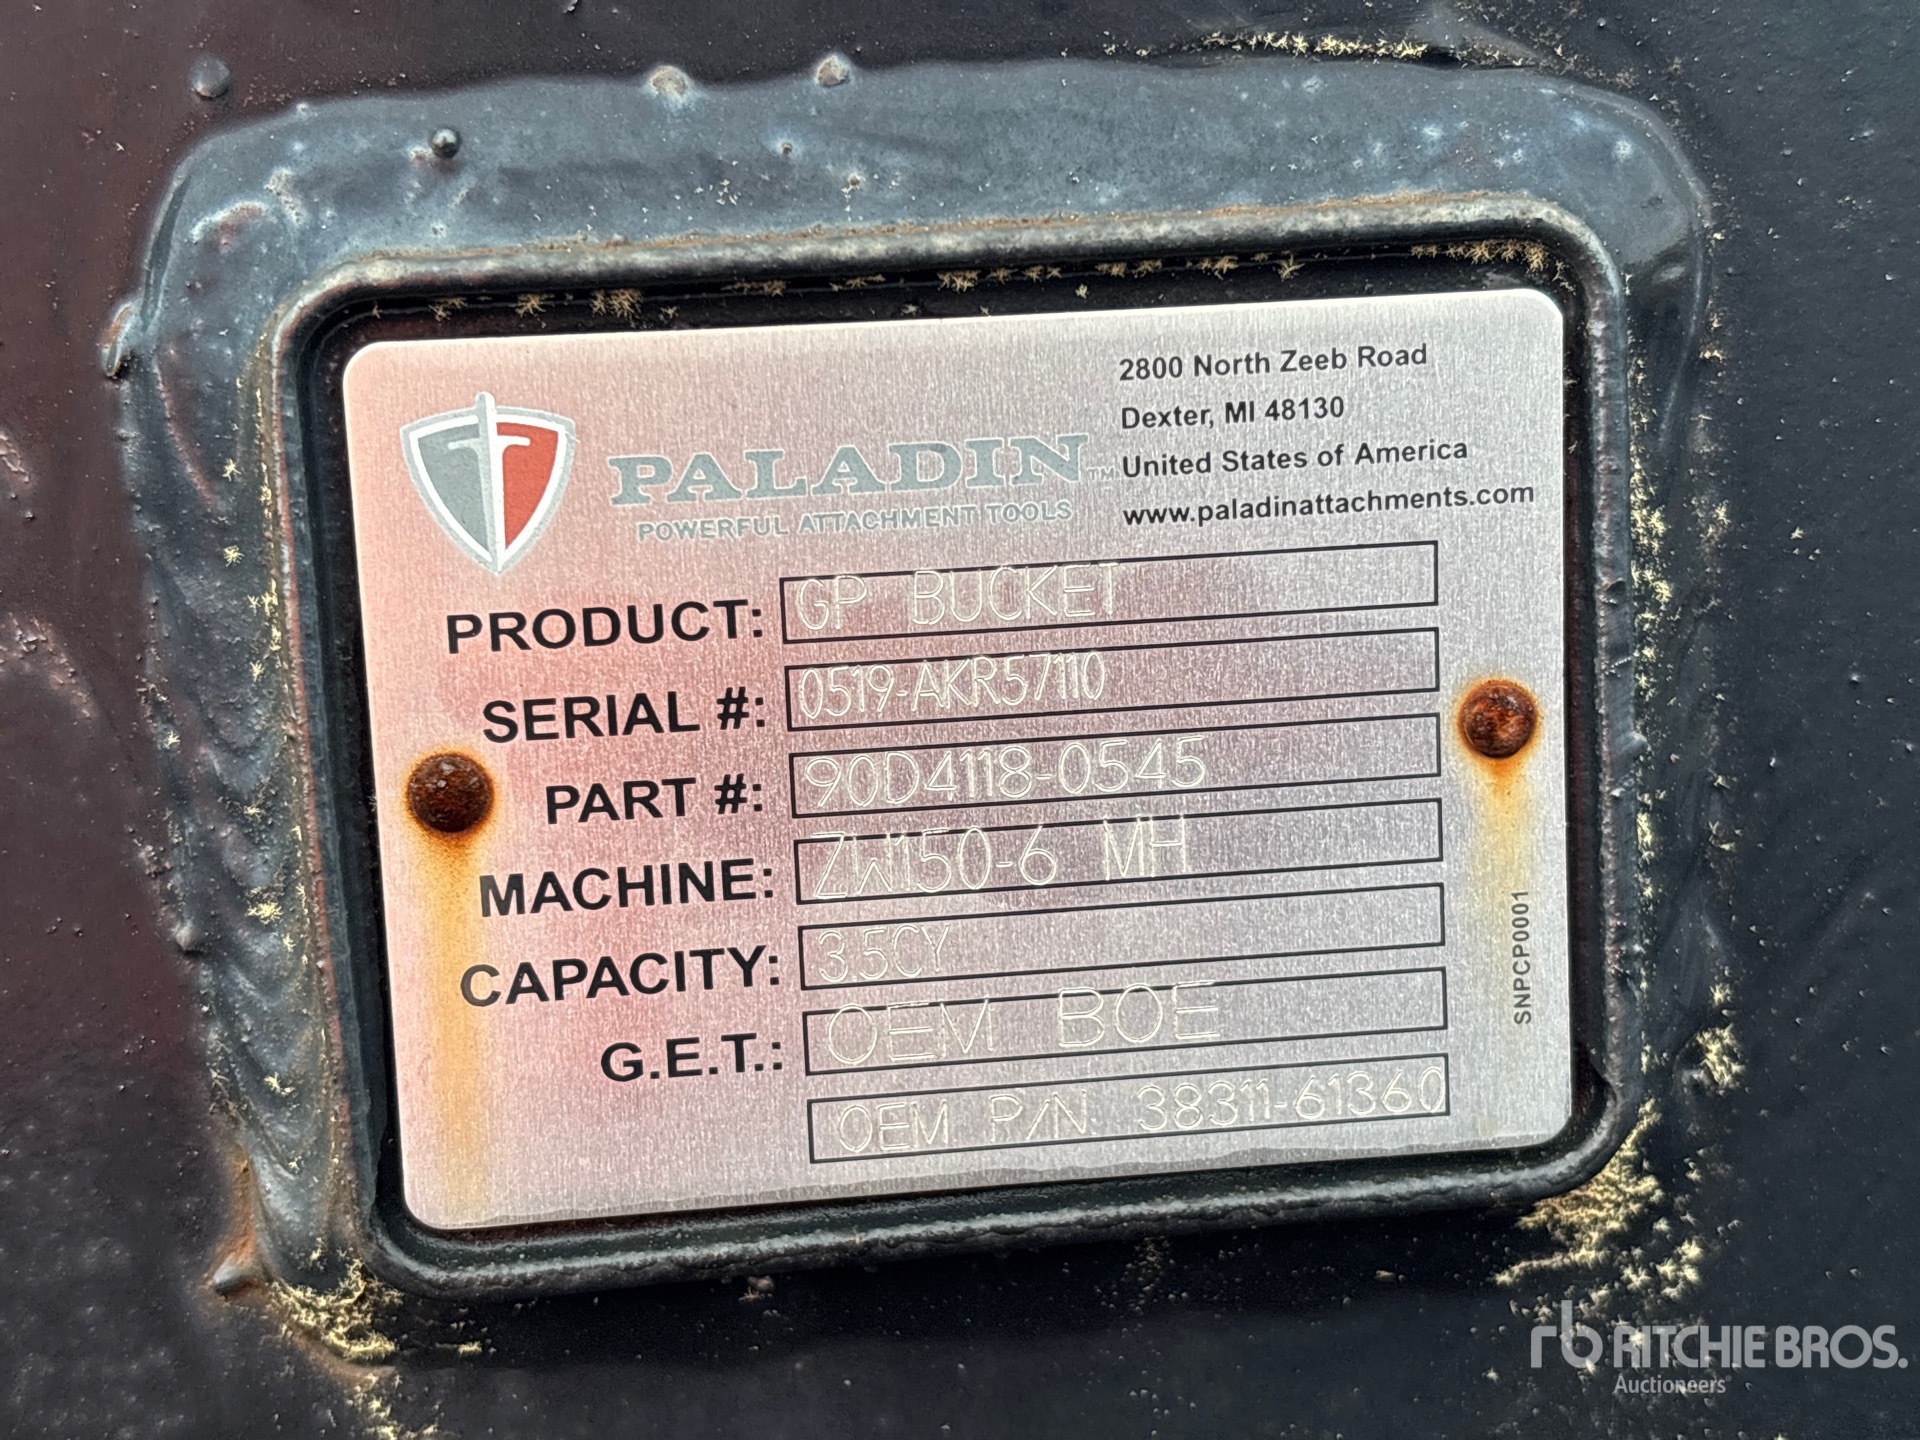 PALADIN™
POWERFUL ATTACHMENT TOOLS
2800 North Zeeb Road
Dexter, MI 48130
United States of America
www.paladinattachments.com
PRODUCT: GP BUCKET
SERIAL #: 0519-AKR57110
PART #: 90D4118-0545
MACHINE: ZW150-6 MH
CAPACITY: 3.5CY
G.E.T.: OEM BOE
OEM P/N 38311-61360
SNPCP0001
rb RITCHIE BROS.
Auctioneers